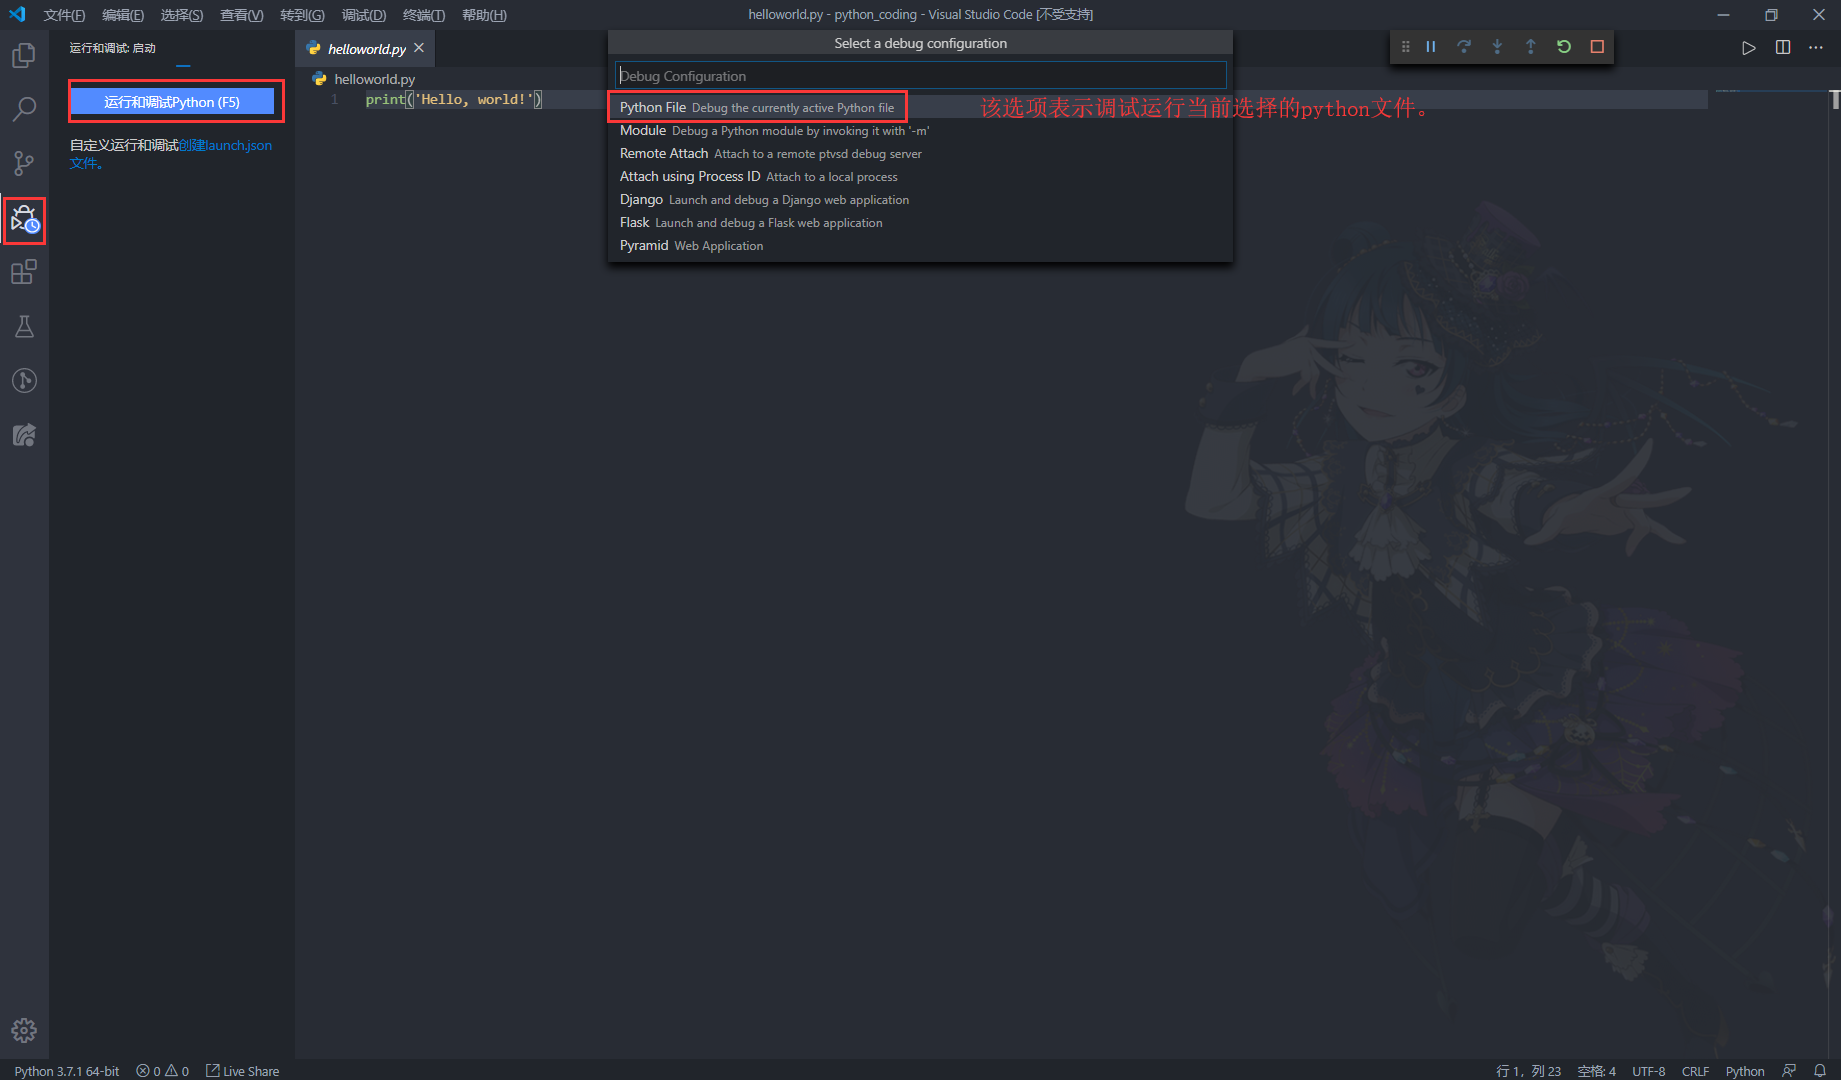 文件(F) 编辑(E) 选择(S) 查看(V) 转到(G) 调试(D) 终端(T) 帮助(H)
helloworld.py - python_coding - Visual Studio Code [不受支持]
运行和调试: 启动
运行和调试Python (F5)
自定义运行和调试创建launch.json
文件。
helloworld.py
helloworld.py
1 print('Hello, world!')
Select a debug configuration
Debug Configuration
Python File Debug the currently active Python file
该选项表示调试运行当前选择的python文件。
Module Debug a Python module by invoking it with '-m'
Remote Attach Attach to a remote ptvsd debug server
Attach using Process ID Attach to a local process
Django Launch and debug a Django web application
Flask Launch and debug a Flask web application
Pyramid Web Application
Python 3.7.1 64-bit 0 0 Live Share
行 1，列 23 空格: 4 UTF-8 CRLF Python